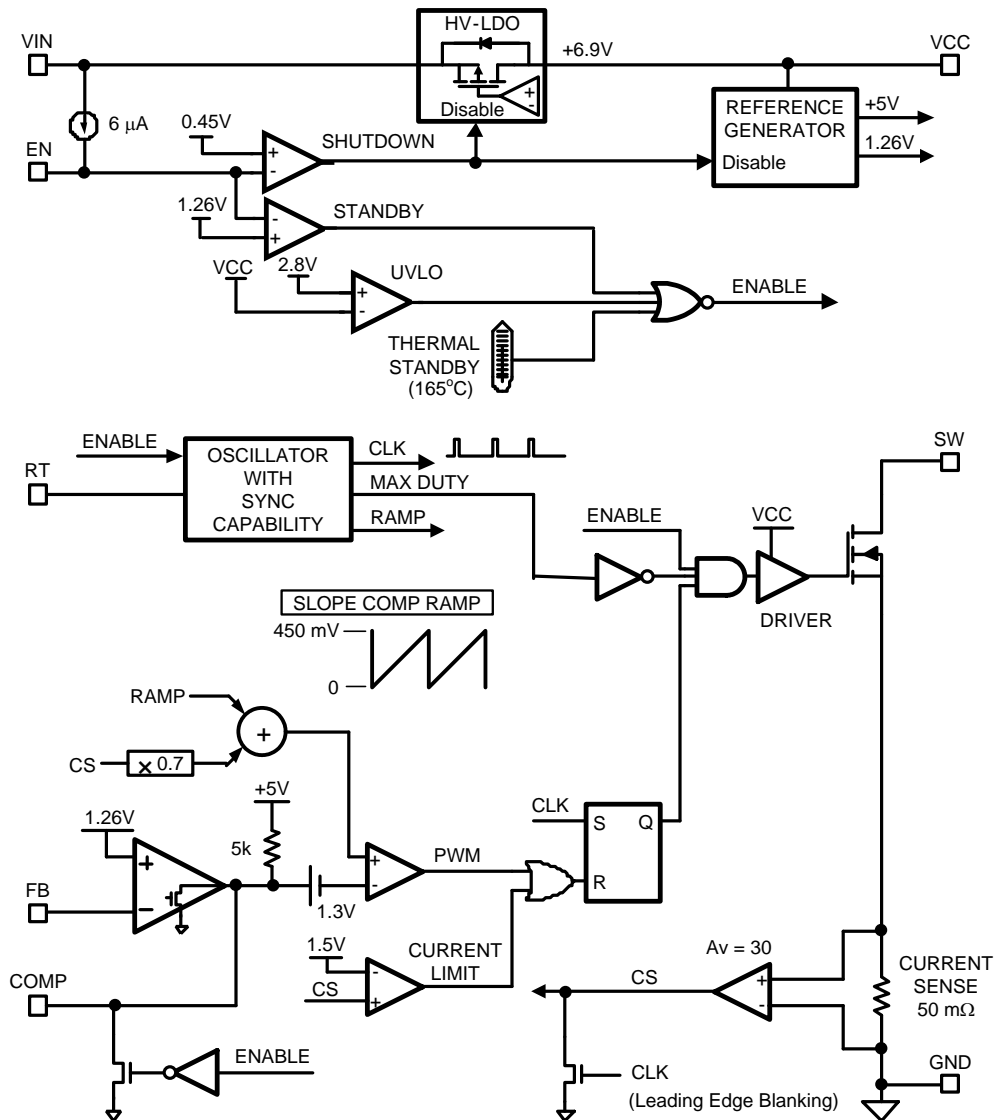 HV-LDO
VIN
+6.9V
VCC
+
-
Disable
6 μA
REFERENCE
GENERATOR
Disable
+5V
1.26V
0.45V
SHUTDOWN
EN
+
-
1.26V
STANDBY
-
+
VCC
2.8V
UVLO
+
-
ENABLE
THERMAL
STANDBY
(165°C)
ENABLE
RT
OSCILLATOR
WITH
SYNC
CAPABILITY
CLK
MAX DUTY
RAMP
SW
ENABLE
VCC
DRIVER
SLOPE COMP RAMP
450 mV
0
RAMP
+
CS
× 0.7
+5V
1.26V
5k
+
-
FB
1.3V
+
-
PWM
CLK
S
Q
R
1.5V
-
CS
+
CURRENT
LIMIT
COMP
ENABLE
Av = 30
CS
+
-
CURRENT
SENSE
50 mΩ
CLK
(Leading Edge Blanking)
GND